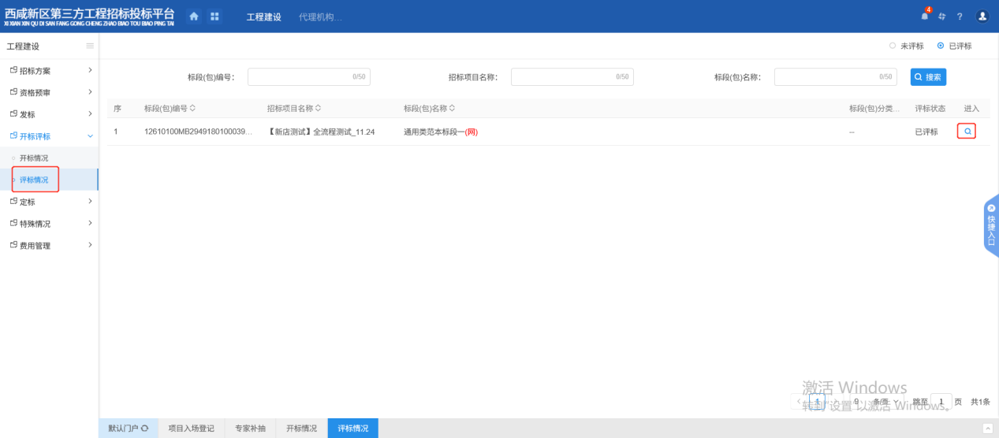 西咸新区第三方工程招标投标平台
XI XIAN XIN QU DI SAN FANG GONG CHENG ZHAO BIAO TOU BIAO PING TAI
工程建设 代理机构... 4 ?
工程建设
未评标 已评标
招标方案
资格预审
发标
开标评标
开标情况
评标情况
定标
特殊情况
费用管理
标段(包)编号: 0/50 招标项目名称: 0/50 标段(包)名称: 0/50 搜索
序 标段(包)编号 招标项目名称 标段(包)名称 标段(包)分类... 评标状态 进入
1 12610100MB2949180100039... 【新店测试】全流程测试_11.24 通用类范本标段一(网) -- 已评标
快捷入口
激活 Windows
转到"设置"以激活 Windows。
1 9 条/页 跳至 1 页 共1条
默认门户 项目入场登记 专家补抽 开标情况 评标情况